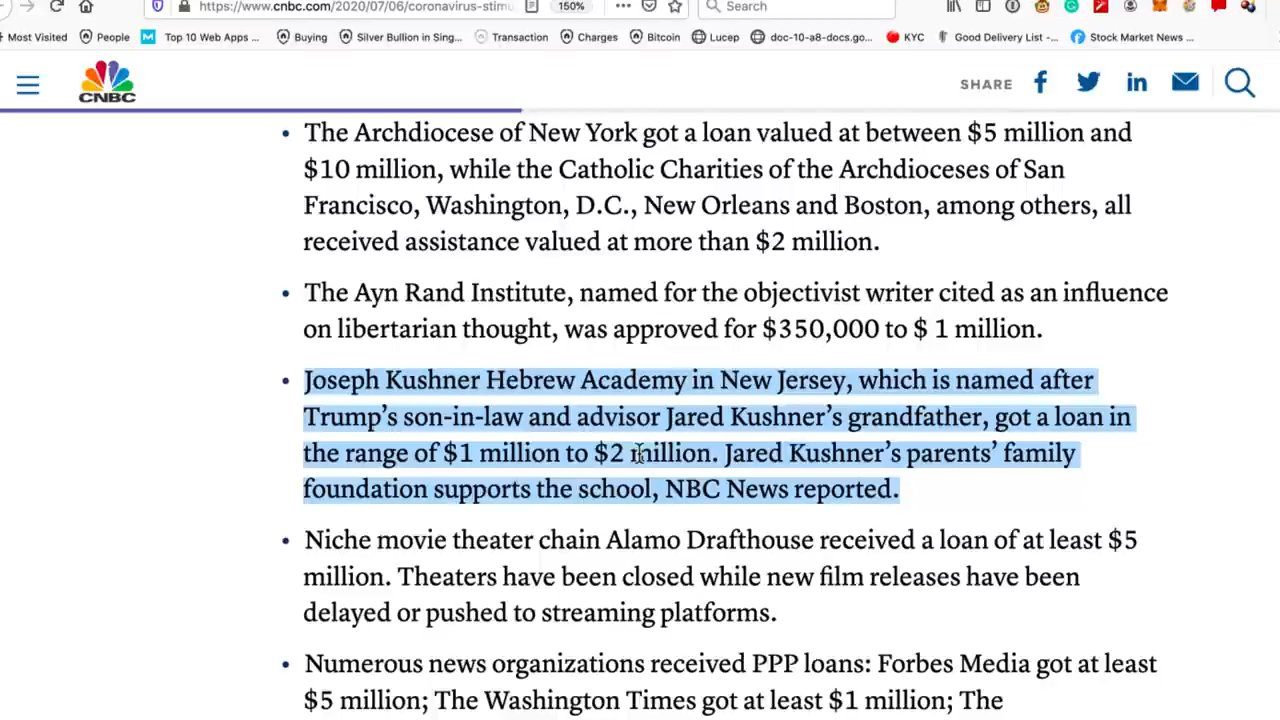 https://www.cnbc.com/2020/07/06/coronavirus-stimu
150%
Search
Most Visited
People
M
Top 10 Web Apps ...
Buying
Silver Bullion in Sing...
Transaction
Charges
Bitcoin
Lucep
doc-10-a8-docs.go...
KYC
Good Delivery List -...
Stock Market News ...
CNBC
SHARE
• The Archdiocese of New York got a loan valued at between $5 million and
$10 million, while the Catholic Charities of the Archdioceses of San
Francisco, Washington, D.C., New Orleans and Boston, among others, all
received assistance valued at more than $2 million.
• The Ayn Rand Institute, named for the objectivist writer cited as an influence
on libertarian thought, was approved for $350,000 to $ 1 million.
• Joseph Kushner Hebrew Academy in New Jersey, which is named after
Trump’s son-in-law and advisor Jared Kushner’s grandfather, got a loan in
the range of $1 million to $2 million. Jared Kushner’s parents’ family
foundation supports the school, NBC News reported.
• Niche movie theater chain Alamo Drafthouse received a loan of at least $5
million. Theaters have been closed while new film releases have been
delayed or pushed to streaming platforms.
• Numerous news organizations received PPP loans: Forbes Media got at least
$5 million; The Washington Times got at least $1 million; The